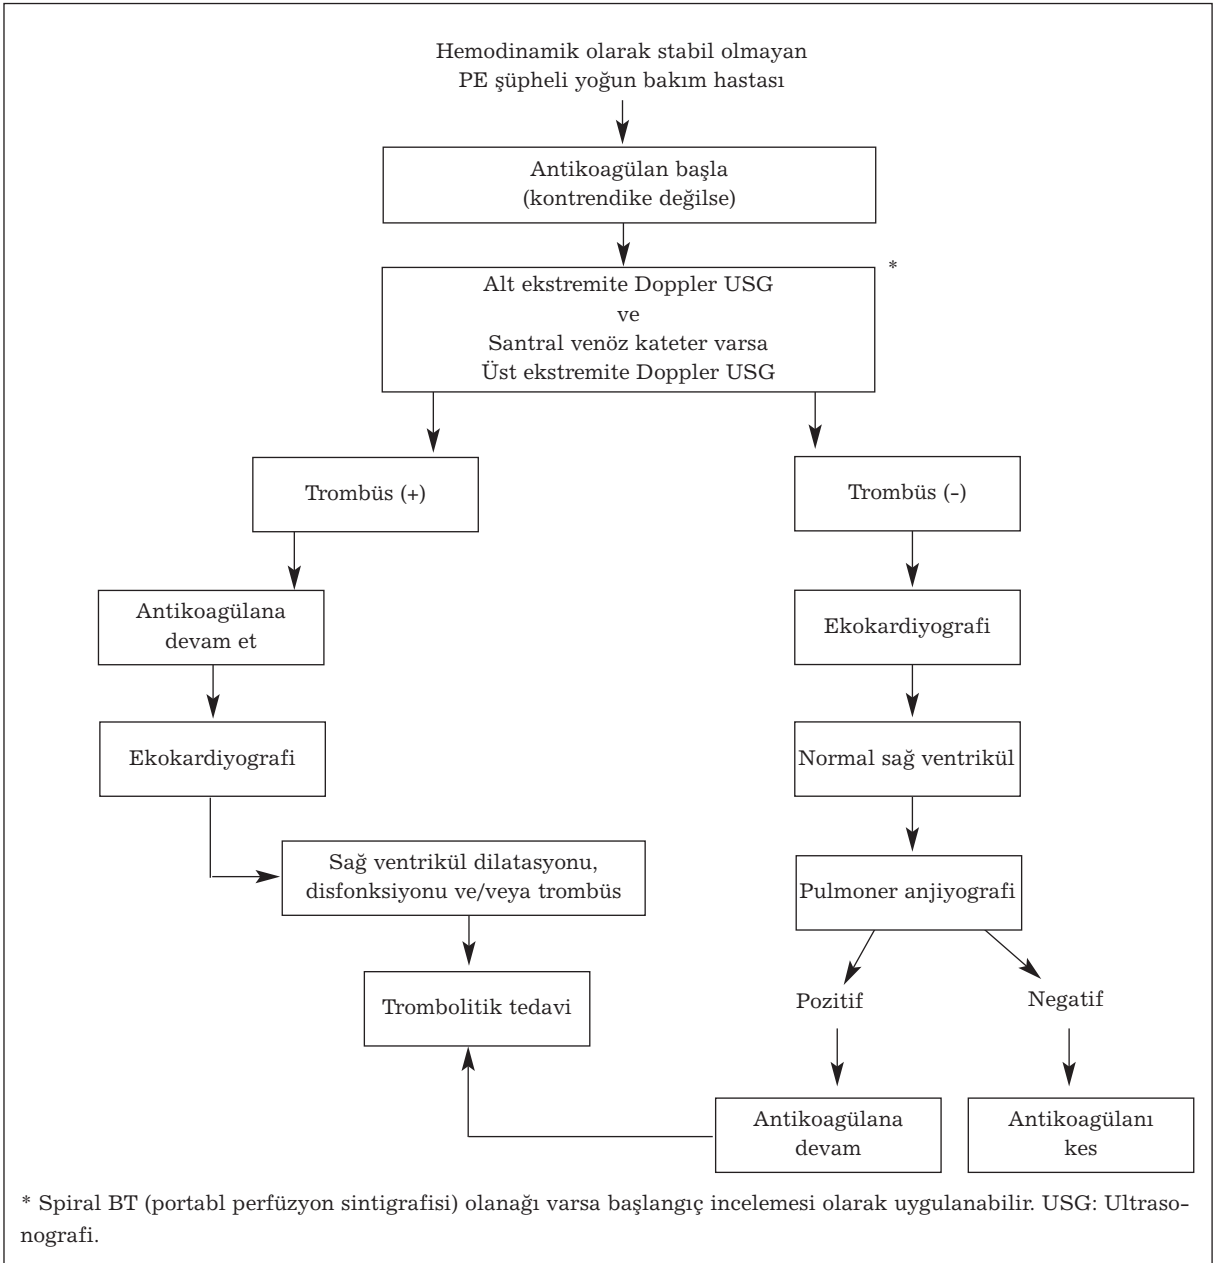 Hemodinamik olarak stabil olmayan
PE şüpheli yoğun bakım hastası
Antikoagülan başla
(kontrendike değilse)
*
Alt ekstremite Doppler USG
ve
Santral venöz kateter varsa
Üst ekstremite Doppler USG
Trombüs (+)
Trombüs (-)
Antikoagülana
devam et
Ekokardiyografi
Ekokardiyografi
Normal sağ ventrikül
Sağ ventrikül dilatasyonu,
disfonksiyonu ve/veya trombüs
Pulmoner anjiyografi
Trombolitik tedavi
Pozitif
Negatif
Antikoagülana
devam
Antikoagülanı
kes
* Spiral BT (portabl perfüzyon sintigrafisi) olanağı varsa başlangıç incelemesi olarak uygulanabilir. USG: Ultraso-
nografi.